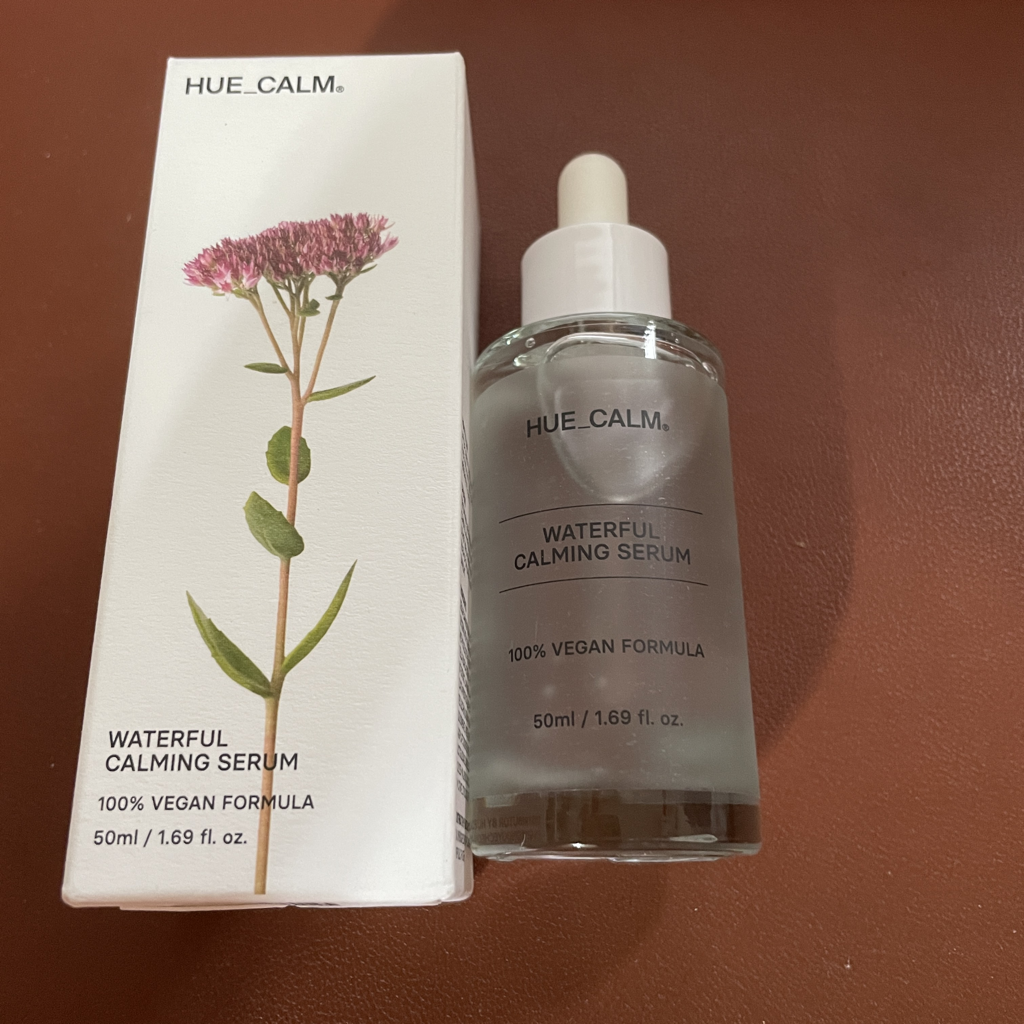 HUE_CALM®
WATERFUL
CALMING SERUM
100% VEGAN FORMULA
50ml / 1.69 fl. oz.
HUE_CALM®
WATERFUL
CALMING SERUM
100% VEGAN FORMULA
50ml / 1.69 fl. oz.